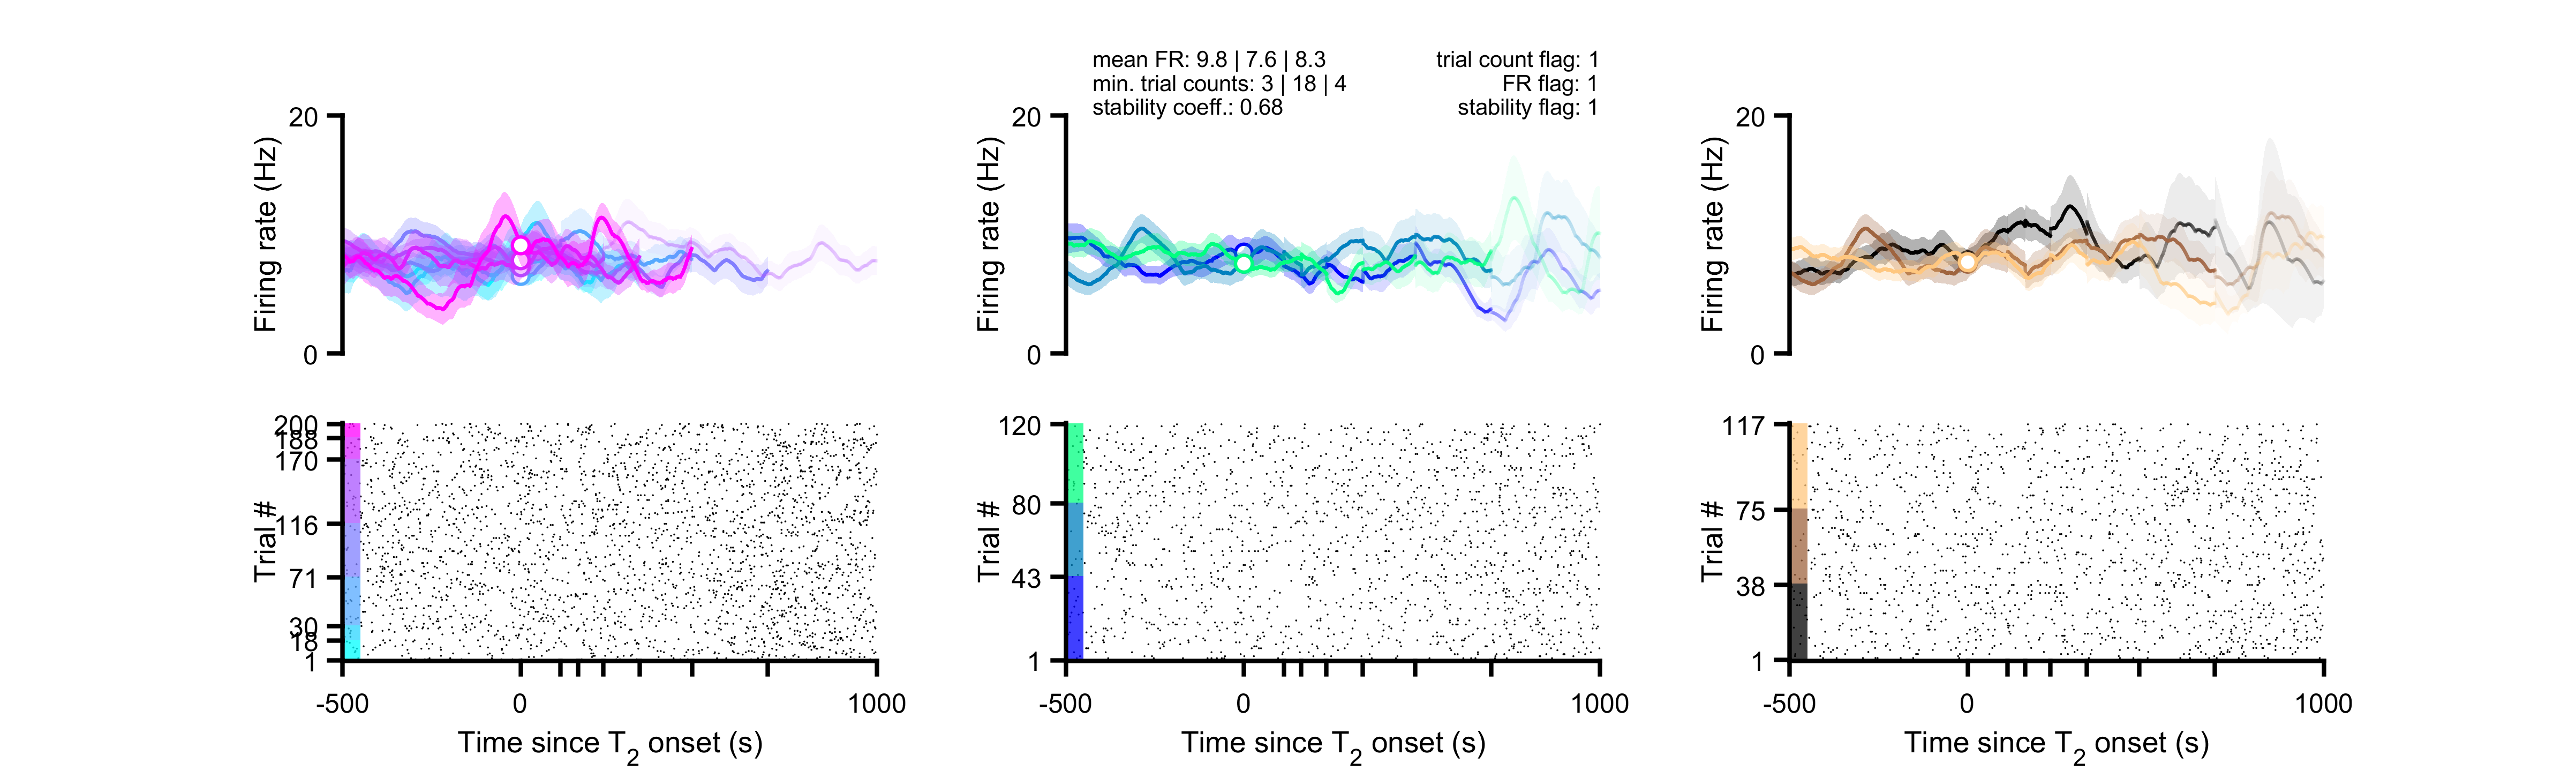 mean FR: 9.8 | 7.6 | 8.3
min. trial counts: 3 | 18 | 4
stability coeff.: 0.68
trial count flag: 1
FR flag: 1
stability flag: 1
20
Firing rate (Hz)
0
20
Firing rate (Hz)
0
20
Firing rate (Hz)
0
200
188
170
116
71
30
18
1
Trial #
-500
0
1000
Time since T2 onset (s)
120
80
43
1
Trial #
-500
0
1000
Time since T2 onset (s)
117
75
38
1
Trial #
-500
0
1000
Time since T2 onset (s)